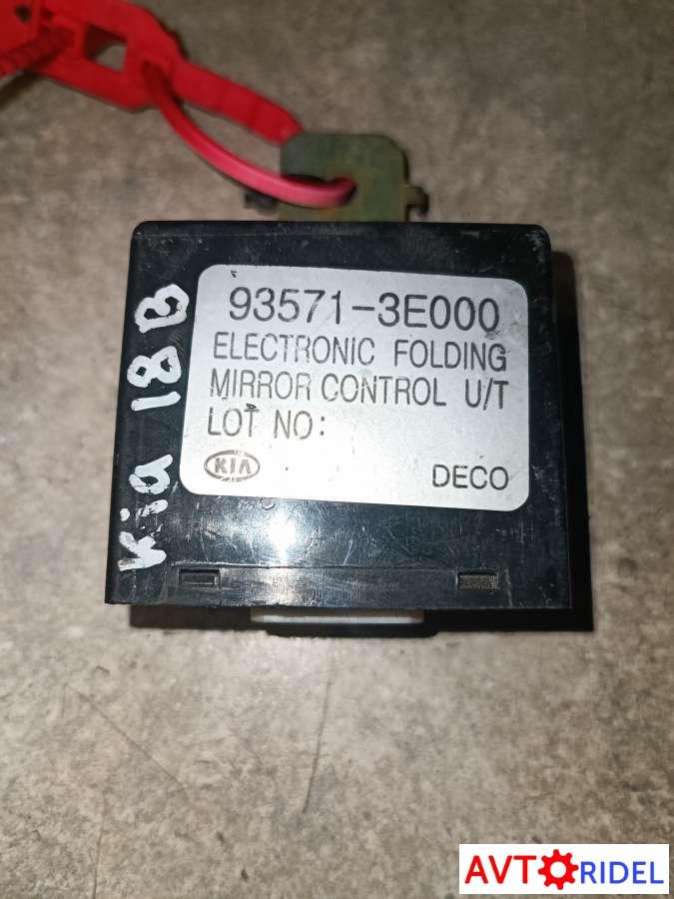 93571-3E000
ELECTRONIC FOLDING
MIRROR CONTROL U/T
LOT NO:
KIA
DECO
Kia 18B
AVTORIDEL